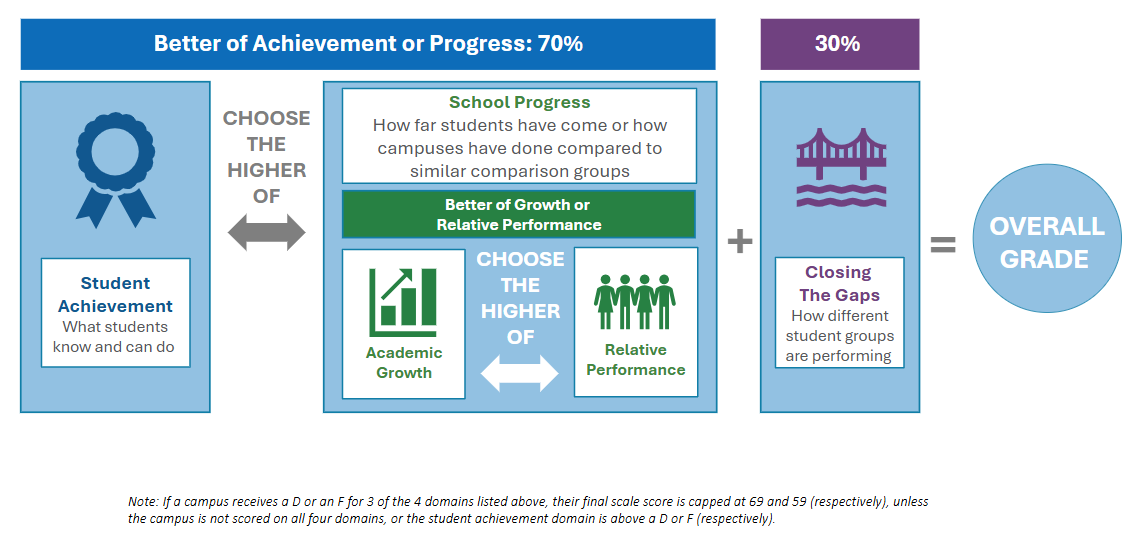 Better of Achievement or Progress: 70%
30%
Student
Achievement
What students
know and can do
CHOOSE
THE
HIGHER
OF
School Progress
How far students have come or how
campuses have done compared to
similar comparison groups
Better of Growth or
Relative Performance
Academic
Growth
CHOOSE
THE
HIGHER
OF
Relative
Performance
+
Closing
The Gaps
How different
student groups
are performing
=
OVERALL
GRADE
Note: If a campus receives a D or an F for 3 of the 4 domains listed above, their final scale score is capped at 69 and 59 (respectively), unless
the campus is not scored on all four domains, or the student achievement domain is above a D or F (respectively).